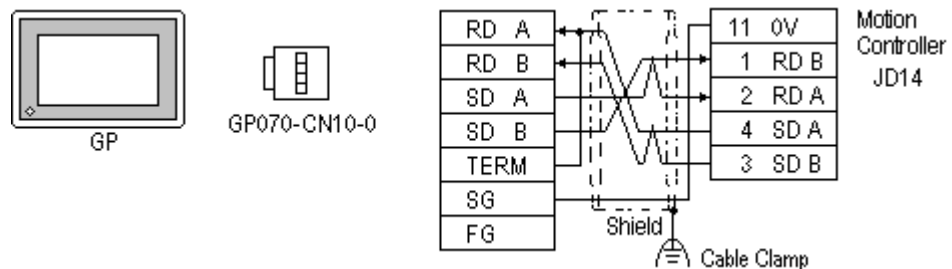 GP
GP070-CN10-0
RD A
RD B
SD A
SD B
TERM
SG
FG
Shield
Cable Clamp
11 0V
1 RD B
2 RD A
4 SD A
3 SD B
Motion
Controller
JD14